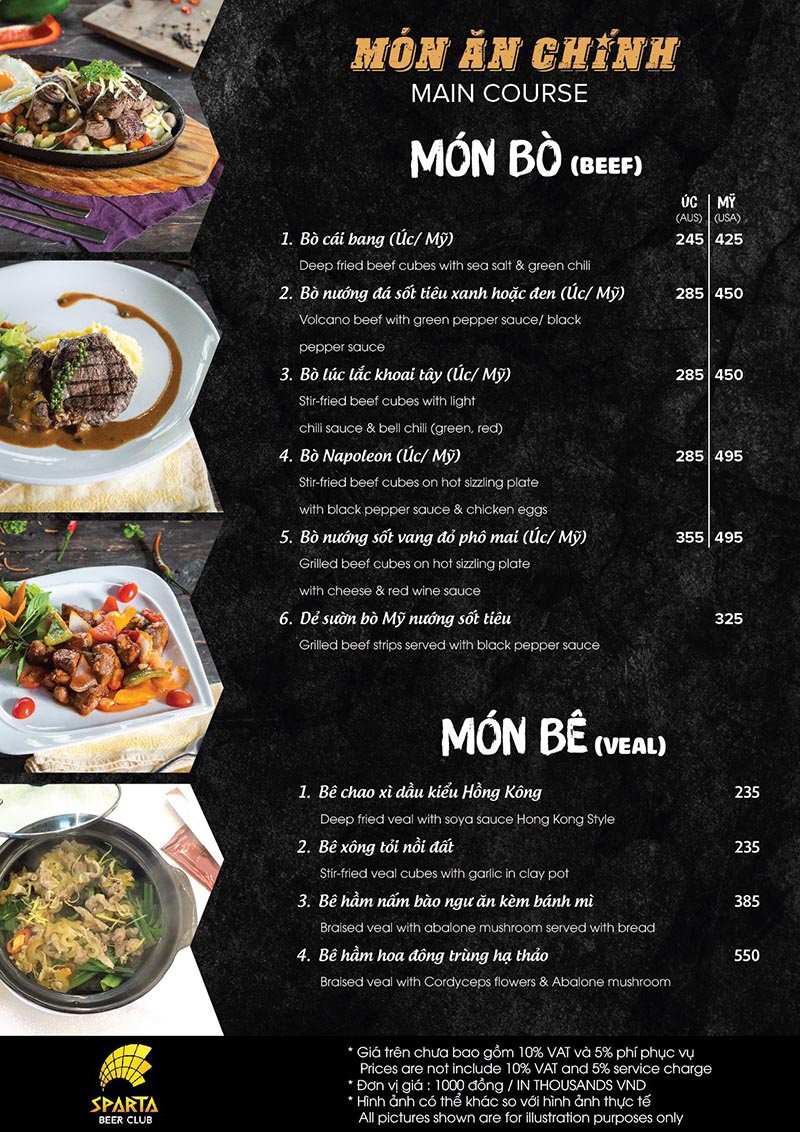 MÓN ĂN CHÍNH
MAIN COURSE
MÓN BÒ (BEEF)
ÚC MỸ
(AUS) (USA)
1. Bò cái bang (Úc/ Mỹ) 245 425
Deep fried beef cubes with sea salt & green chili
2. Bò nướng đá sốt tiêu xanh hoặc đen (Úc/ Mỹ) 285 450
Volcano beef with green pepper sauce/ black
pepper sauce
3. Bò lúc lắc khoai tây (Úc/ Mỹ) 285 450
Stir-fried beef cubes with light
chili sauce & bell chili (green, red)
4. Bò Napoleon (Úc/ Mỹ) 285 495
Stir-fried beef cubes on hot sizzling plate
with black pepper sauce & chicken eggs
5. Bò nướng sốt vang đỏ phô mai (Úc/ Mỹ) 355 495
Grilled beef cubes on hot sizzling plate
with cheese & red wine sauce
6. Dẻ sườn bò Mỹ nướng sốt tiêu 325
Grilled beef strips served with black pepper sauce
MÓN BÊ (VEAL)
1. Bê chao xì dầu kiểu Hồng Kông 235
Deep fried veal with soya sauce Hong Kong Style
2. Bê xông tỏi nồi đất 235
Stir-fried veal cubes with garlic in clay pot
3. Bê hầm nấm bào ngư ăn kèm bánh mì 385
Braised veal with abalone mushroom served with bread
4. Bê hầm hoa đông trùng hạ thảo 550
Braised veal with Cordyceps flowers & Abalone mushroom
* Giá trên chưa bao gồm 10% VAT và 5% phí phục vụ
Prices are not include 10% VAT and 5% service charge
* Đơn vị giá : 1000 đồng / IN THOUSANDS VND
* Hình ảnh có thể khác so với hình ảnh thực tế
All pictures shown are for illustration purposes only
SPARTA
BEER CLUB